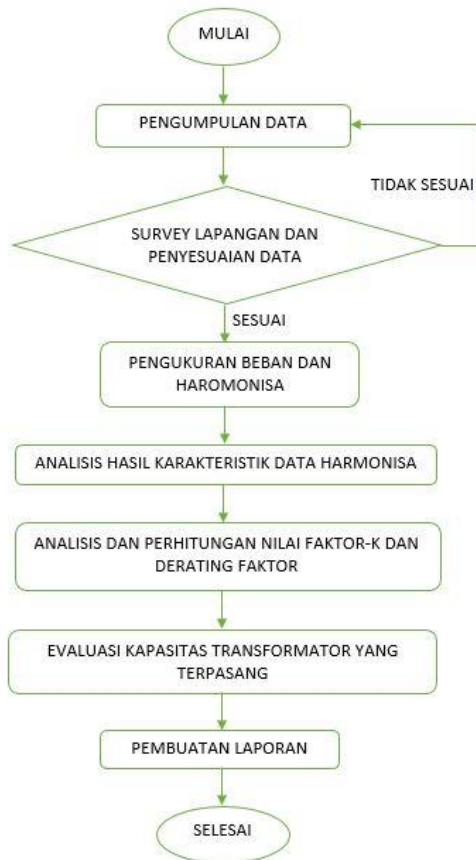 MULAI
PENGUMPULAN DATA
TIDAK SESUAI
SURVEY LAPANGAN DAN
PENYESUAIAN DATA
SESUAI
PENGUKURAN BEBAN DAN
HAROMONISA
ANALISIS HASIL KARAKTERISTIK DATA HARMONISA
ANALISIS DAN PERHITUNGAN NILAI FAKTOR-K DAN
DERATING FAKTOR
EVALUASI KAPASITAS TRANSFORMATOR YANG
TERPASANG
PEMBUATAN LAPORAN
SELESAI